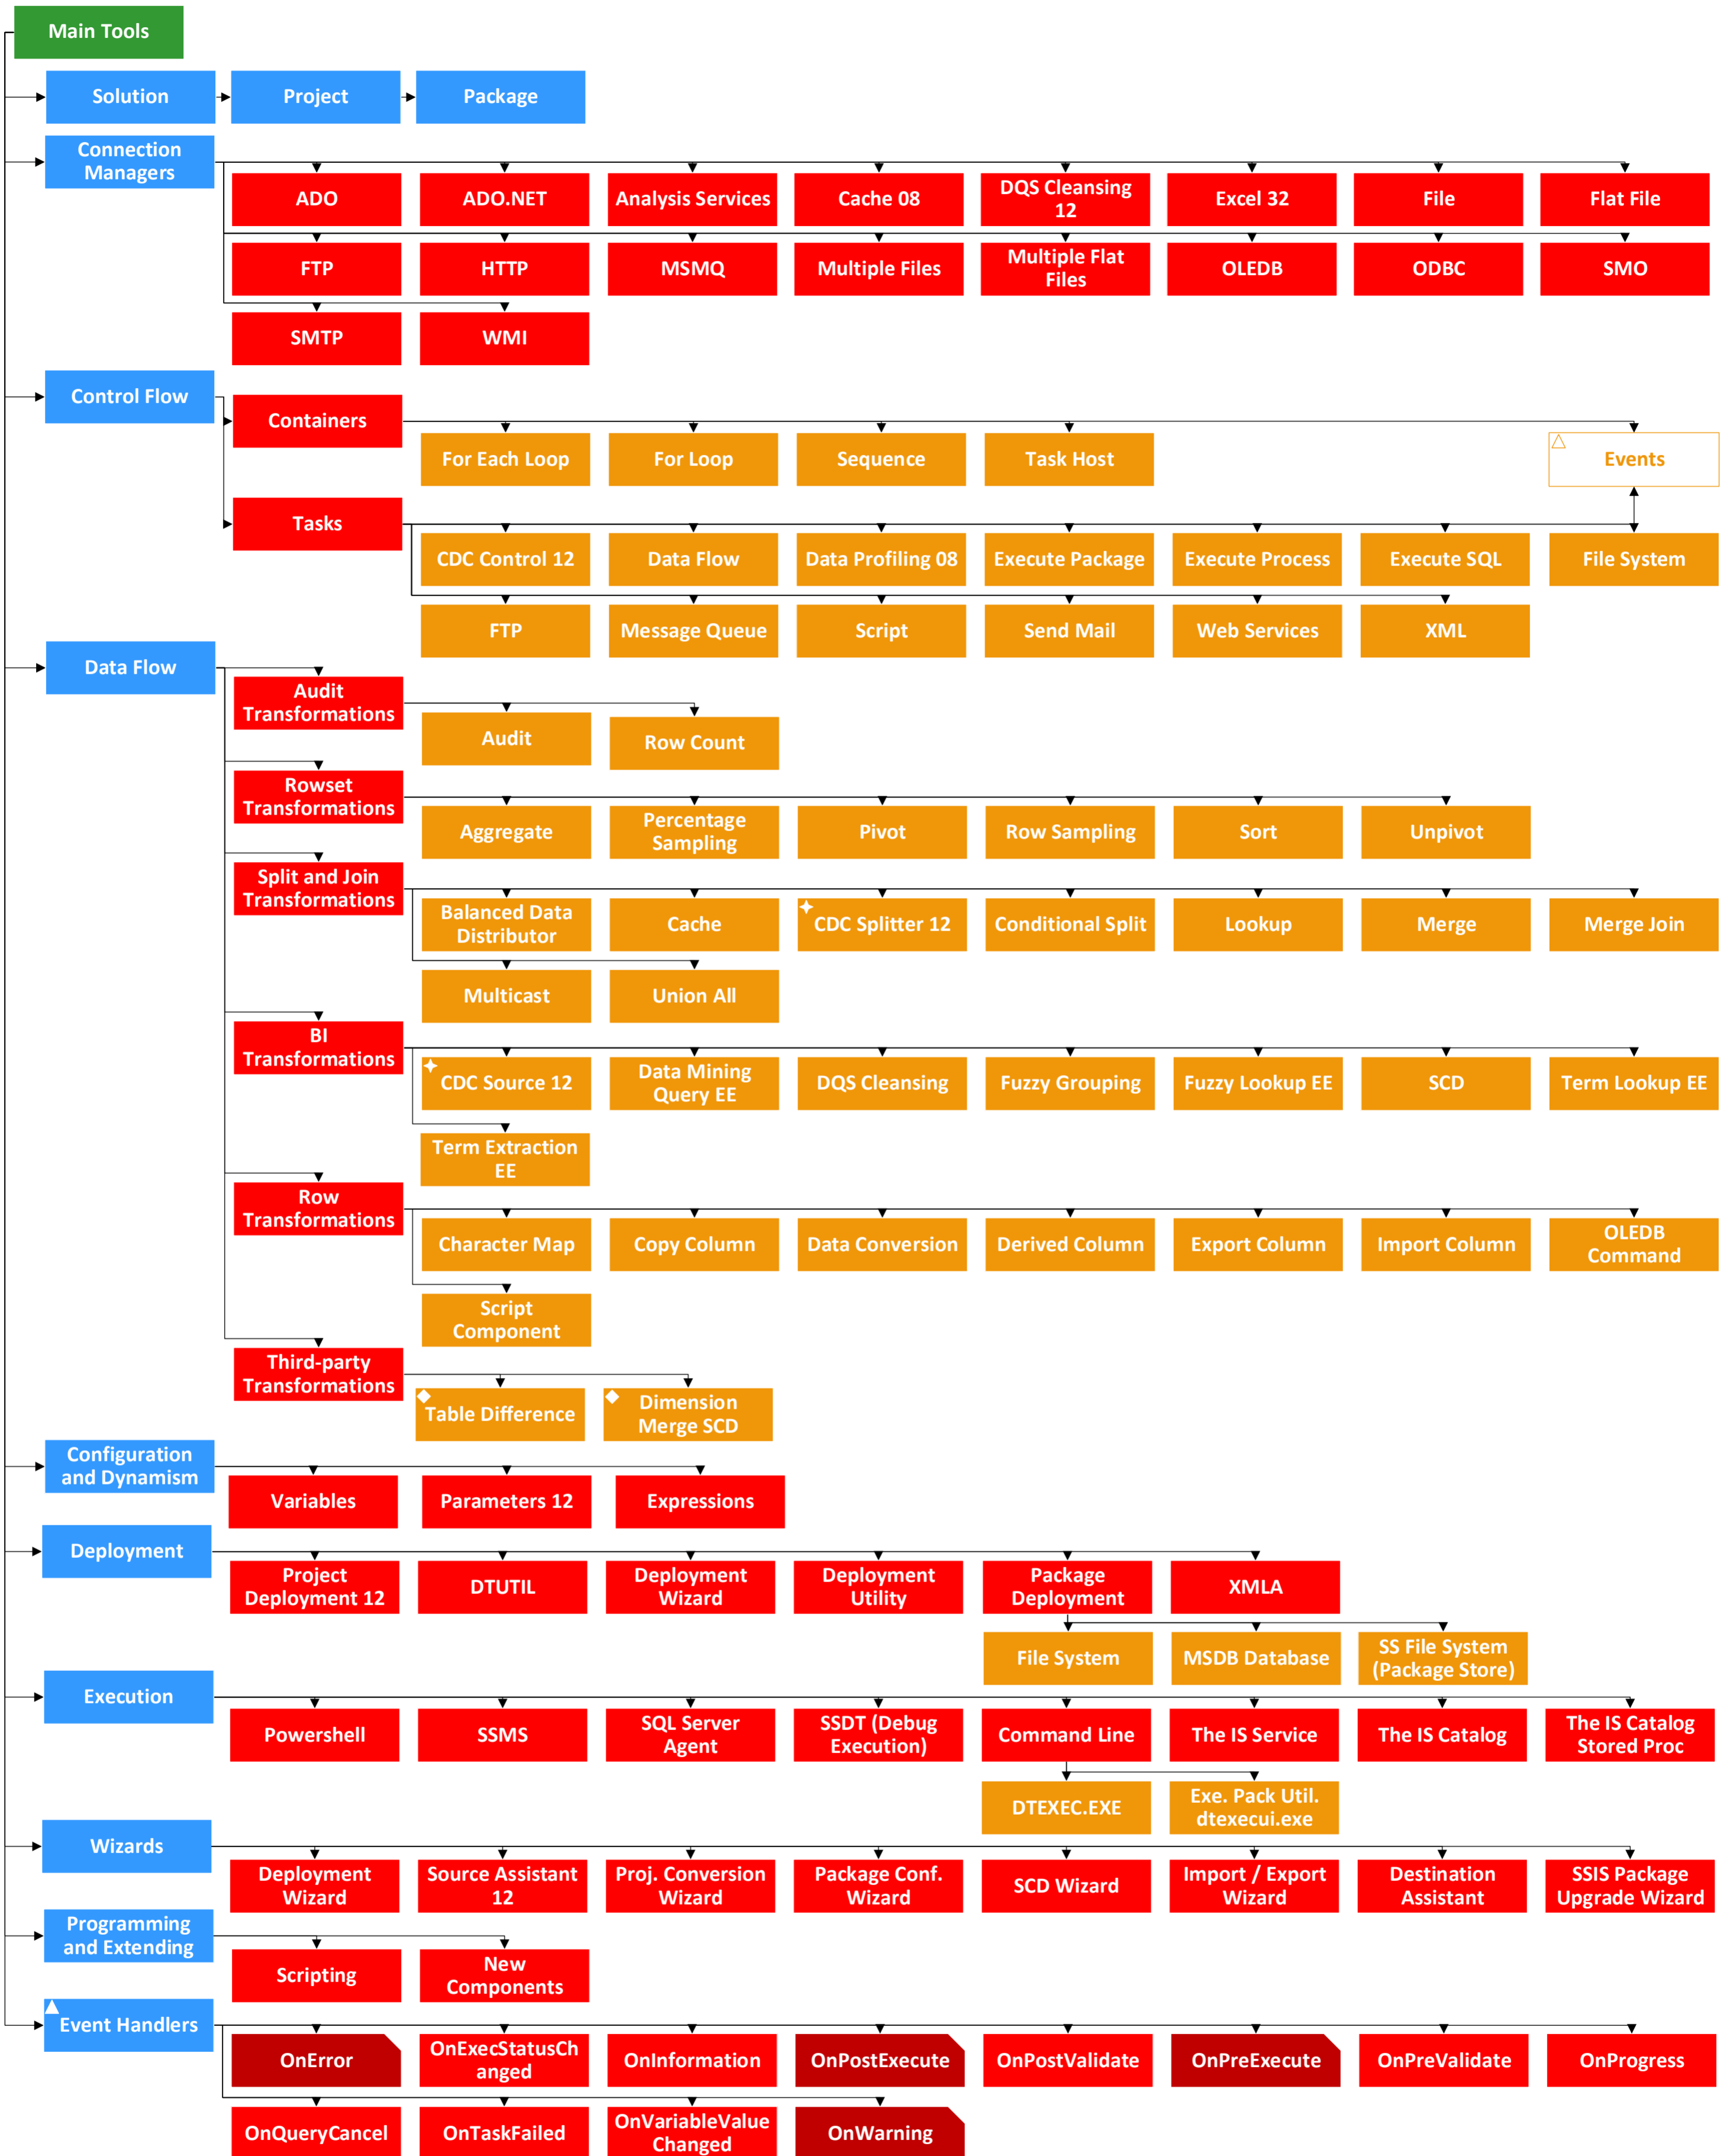 Main Tools
Solution
Project
Package
Connection
Managers
ADO
ADO.NET
Analysis Services
Cache 08
DQS Cleansing
12
Excel 32
File
Flat File
FTP
HTTP
MSMQ
Multiple Files
Multiple Flat
Files
OLEDB
ODBC
SMO
SMTP
WMI
Control Flow
Containers
For Each Loop
For Loop
Sequence
Task Host
Events
Tasks
CDC Control 12
Data Flow
Data Profiling 08
Execute Package
Execute Process
Execute SQL
File System
FTP
Message Queue
Script
Send Mail
Web Services
XML
Data Flow
Audit
Transformations
Audit
Row Count
Rowset
Transformations
Aggregate
Percentage
Sampling
Pivot
Row Sampling
Sort
Unpivot
Split and Join
Transformations
Balanced Data
Distributor
Cache
CDC Splitter 12
Conditional Split
Lookup
Merge
Merge Join
Multicast
Union All
BI
Transformations
CDC Source 12
Data Mining
Query EE
DQS Cleansing
Fuzzy Grouping
Fuzzy Lookup EE
SCD
Term Lookup EE
Term Extraction
EE
Row
Transformations
Character Map
Copy Column
Data Conversion
Derived Column
Export Column
Import Column
OLEDB
Command
Script
Component
Third-party
Transformations
Table Difference
Dimension
Merge SCD
Configuration
and Dynamism
Variables
Parameters 12
Expressions
Deployment
Project
Deployment 12
DTUTIL
Deployment
Wizard
Deployment
Utility
Package
Deployment
XMLA
File System
MSDB Database
SS File System
(Package Store)
Execution
Powershell
SSMS
SQL Server
Agent
SSDT (Debug
Execution)
Command Line
The IS Service
The IS Catalog
The IS Catalog
Stored Proc
DTEXEC.EXE
Exe. Pack Util.
dtexecui.exe
Wizards
Deployment
Wizard
Source Assistant
12
Proj. Conversion
Wizard
Package Conf.
Wizard
SCD Wizard
Import / Export
Wizard
Destination
Assistant
SSIS Package
Upgrade Wizard
Programming
and Extending
Scripting
New
Components
Event Handlers
OnError
OnExecStatusCh
anged
OnInformation
OnPostExecute
OnPostValidate
OnPreExecute
OnPreValidate
OnProgress
OnQueryCancel
OnTaskFailed
OnVariableValue
Changed
OnWarning